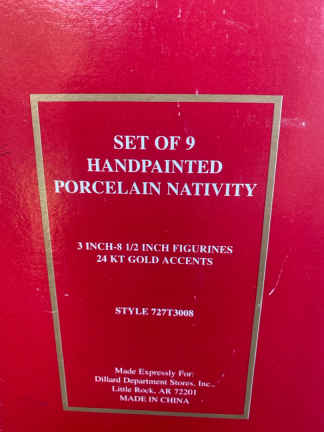 SET OF 9
HANDPAINTED
PORCELAIN NATIVITY
3 INCH-8 1/2 INCH FIGURINES
24 KT GOLD ACCENTS
STYLE 727T3008
Made Expressly For:
Dillard Department Stores, Inc.,
Little Rock, AR 72201
MADE IN CHINA